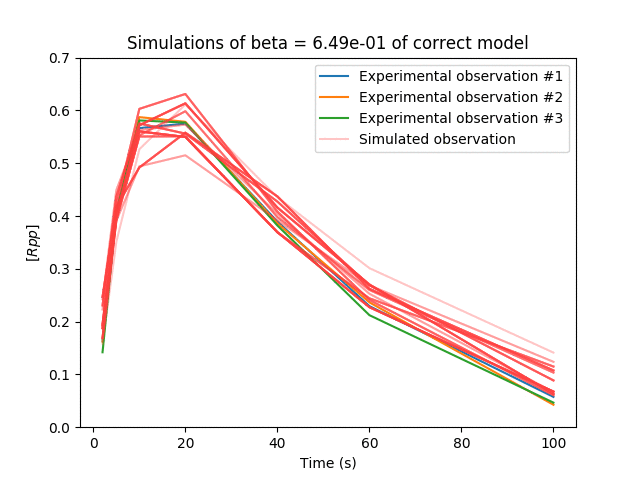 Simulations of beta = 6.49e-01 of correct model
Experimental observation #1
Experimental observation #2
Experimental observation #3
Simulated observation
[Rpp]
0.7
0.6
0.5
0.4
0.3
0.2
0.1
0.0
0 20 40 60 80 100
Time (s)